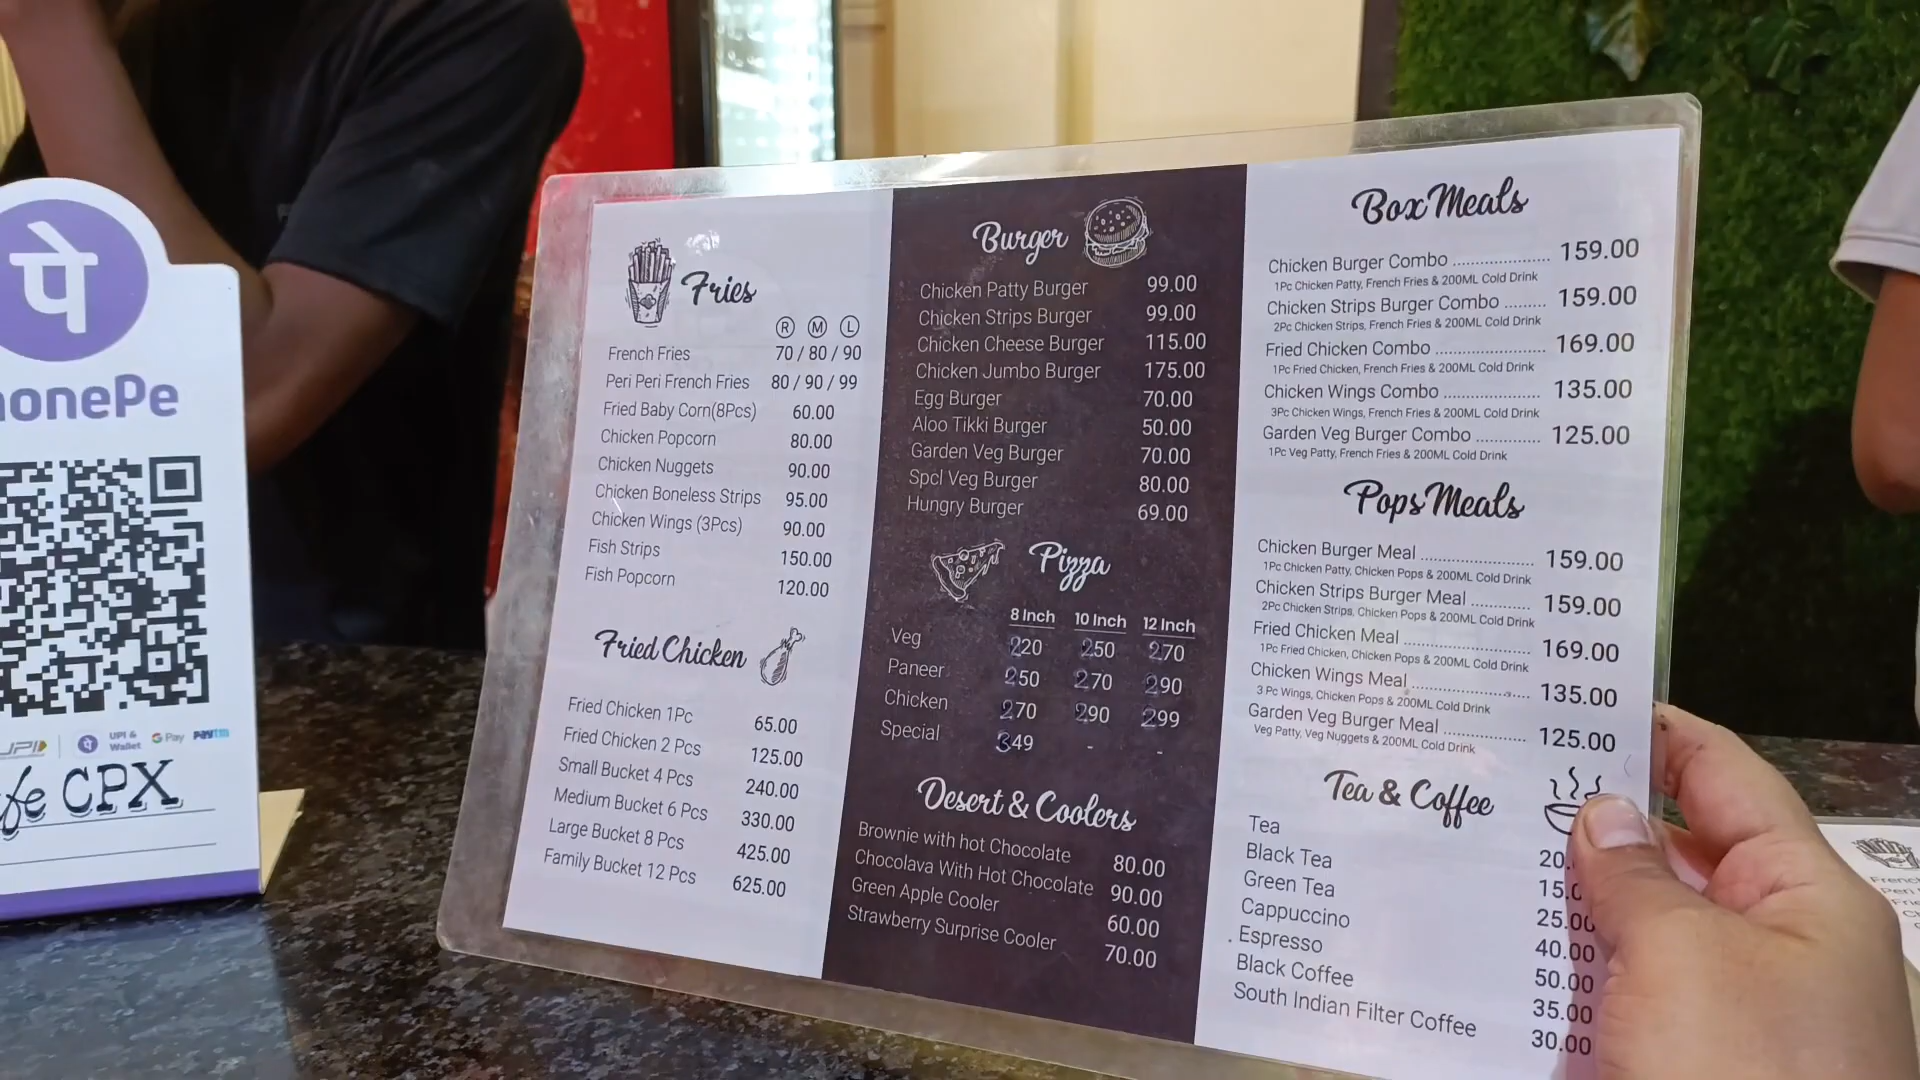 पे
onePe
UPI
UPI &
Wallet
G Pay
paytm
fe CPX
Fries
R M L
French Fries 70 / 80 / 90
Peri Peri French Fries 80 / 90 / 99
Fried Baby Corn(8Pcs) 60.00
Chicken Popcorn 80.00
Chicken Nuggets 90.00
Chicken Boneless Strips 95.00
Chicken Wings (3Pcs) 90.00
Fish Strips 150.00
Fish Popcorn 120.00
Fried Chicken
Fried Chicken 1Pc 65.00
Fried Chicken 2 Pcs 125.00
Small Bucket 4 Pcs 240.00
Medium Bucket 6 Pcs 330.00
Large Bucket 8 Pcs 425.00
Family Bucket 12 Pcs 625.00
Burger
Chicken Patty Burger 99.00
Chicken Strips Burger 99.00
Chicken Cheese Burger 115.00
Chicken Jumbo Burger 175.00
Egg Burger 70.00
Aloo Tikki Burger 50.00
Garden Veg Burger 70.00
Spcl Veg Burger 80.00
Hungry Burger 69.00
Pizza
8 Inch 10 Inch 12 Inch
Veg 220 250 270
Paneer 250 270 290
Chicken 270 290 299
Special 349 - -
Desert & Coolers
Brownie with hot Chocolate 80.00
Chocolava With Hot Chocolate 90.00
Green Apple Cooler 60.00
Strawberry Surprise Cooler 70.00
Box Meals
Chicken Burger Combo .................... 159.00
1Pc Chicken Patty, French Fries & 200ML Cold Drink
Chicken Strips Burger Combo ......... 159.00
2Pc Chicken Strips, French Fries & 200ML Cold Drink
Fried Chicken Combo ....................... 169.00
1Pc Fried Chicken, French Fries & 200ML Cold Drink
Chicken Wings Combo ..................... 135.00
3Pc Chicken Wings, French Fries & 200ML Cold Drink
Garden Veg Burger Combo .............. 125.00
1Pc Veg Patty, French Fries & 200ML Cold Drink
Pops Meals
Chicken Burger Meal ........................ 159.00
1Pc Chicken Patty, Chicken Pops & 200ML Cold Drink
Chicken Strips Burger Meal ............. 159.00
2Pc Chicken Strips, Chicken Pops & 200ML Cold Drink
Fried Chicken Meal ........................... 169.00
1Pc Fried Chicken, Chicken Pops & 200ML Cold Drink
Chicken Wings Meal ......................... 135.00
3 Pc Wings, Chicken Pops & 200ML Cold Drink
Garden Veg Burger Meal .................. 125.00
Veg Patty, Veg Nuggets & 200ML Cold Drink
Tea & Coffee
Tea 20.
Black Tea 15.0
Green Tea 25.00
Cappuccino 40.00
Espresso 50.00
Black Coffee 35.00
South Indian Filter Coffee 30.00